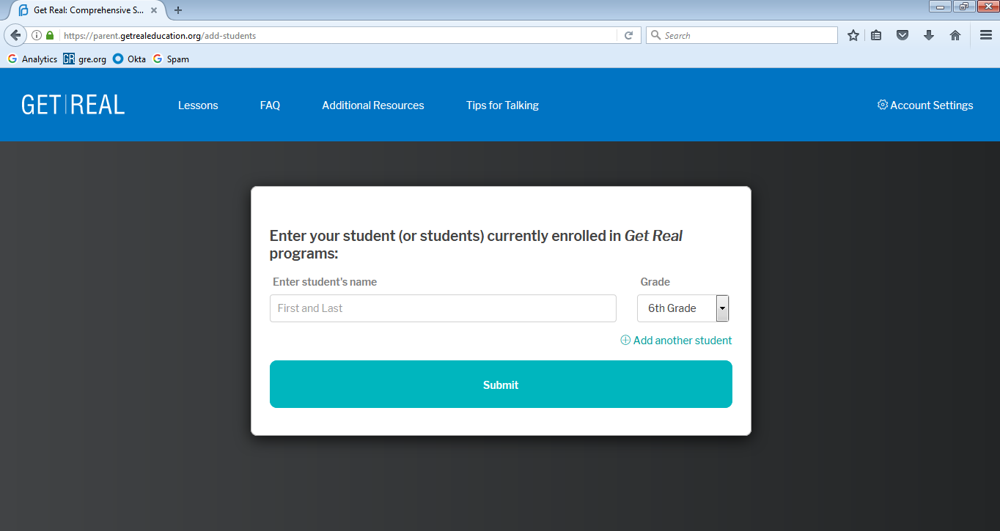 Get Real: Comprehensive S...
https://parent.getrealeducation.org/add-students
Search
Analytics
gre.org
Okta
Spam
GET|REAL
Lessons
FAQ
Additional Resources
Tips for Talking
Account Settings
Enter your student (or students) currently enrolled in Get Real
programs:
Enter student's name
Grade
First and Last
6th Grade
Add another student
Submit